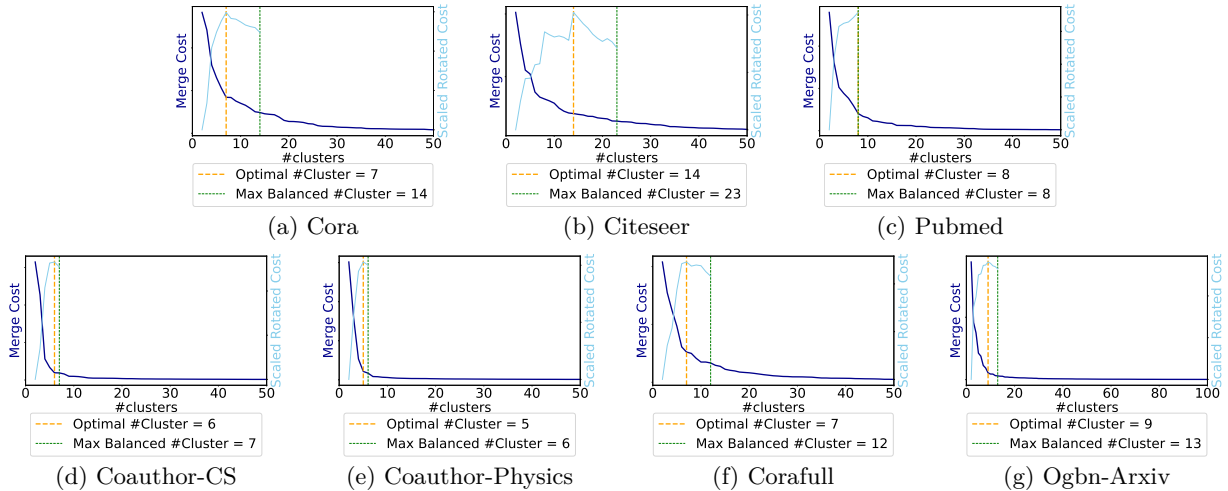 Merge Cost
Scaled Rotated Cost
0 10 20 30 40 50
#clusters
Optimal #Cluster = 7
Max Balanced #Cluster = 14
(a) Cora
Merge Cost
Scaled Rotated Cost
0 10 20 30 40 50
#clusters
Optimal #Cluster = 14
Max Balanced #Cluster = 23
(b) Citeseer
Merge Cost
Scaled Rotated Cost
0 10 20 30 40 50
#clusters
Optimal #Cluster = 8
Max Balanced #Cluster = 8
(c) Pubmed
Merge Cost
Scaled Rotated Cost
0 10 20 30 40 50
#clusters
Optimal #Cluster = 6
Max Balanced #Cluster = 7
(d) Coauthor-CS
Merge Cost
Scaled Rotated Cost
0 10 20 30 40 50
#clusters
Optimal #Cluster = 5
Max Balanced #Cluster = 6
(e) Coauthor-Physics
Merge Cost
Scaled Rotated Cost
0 10 20 30 40 50
#clusters
Optimal #Cluster = 7
Max Balanced #Cluster = 12
(f) Corafull
Merge Cost
Scaled Rotated Cost
0 20 40 60 80 100
#clusters
Optimal #Cluster = 9
Max Balanced #Cluster = 13
(g) Ogbn-Arxiv